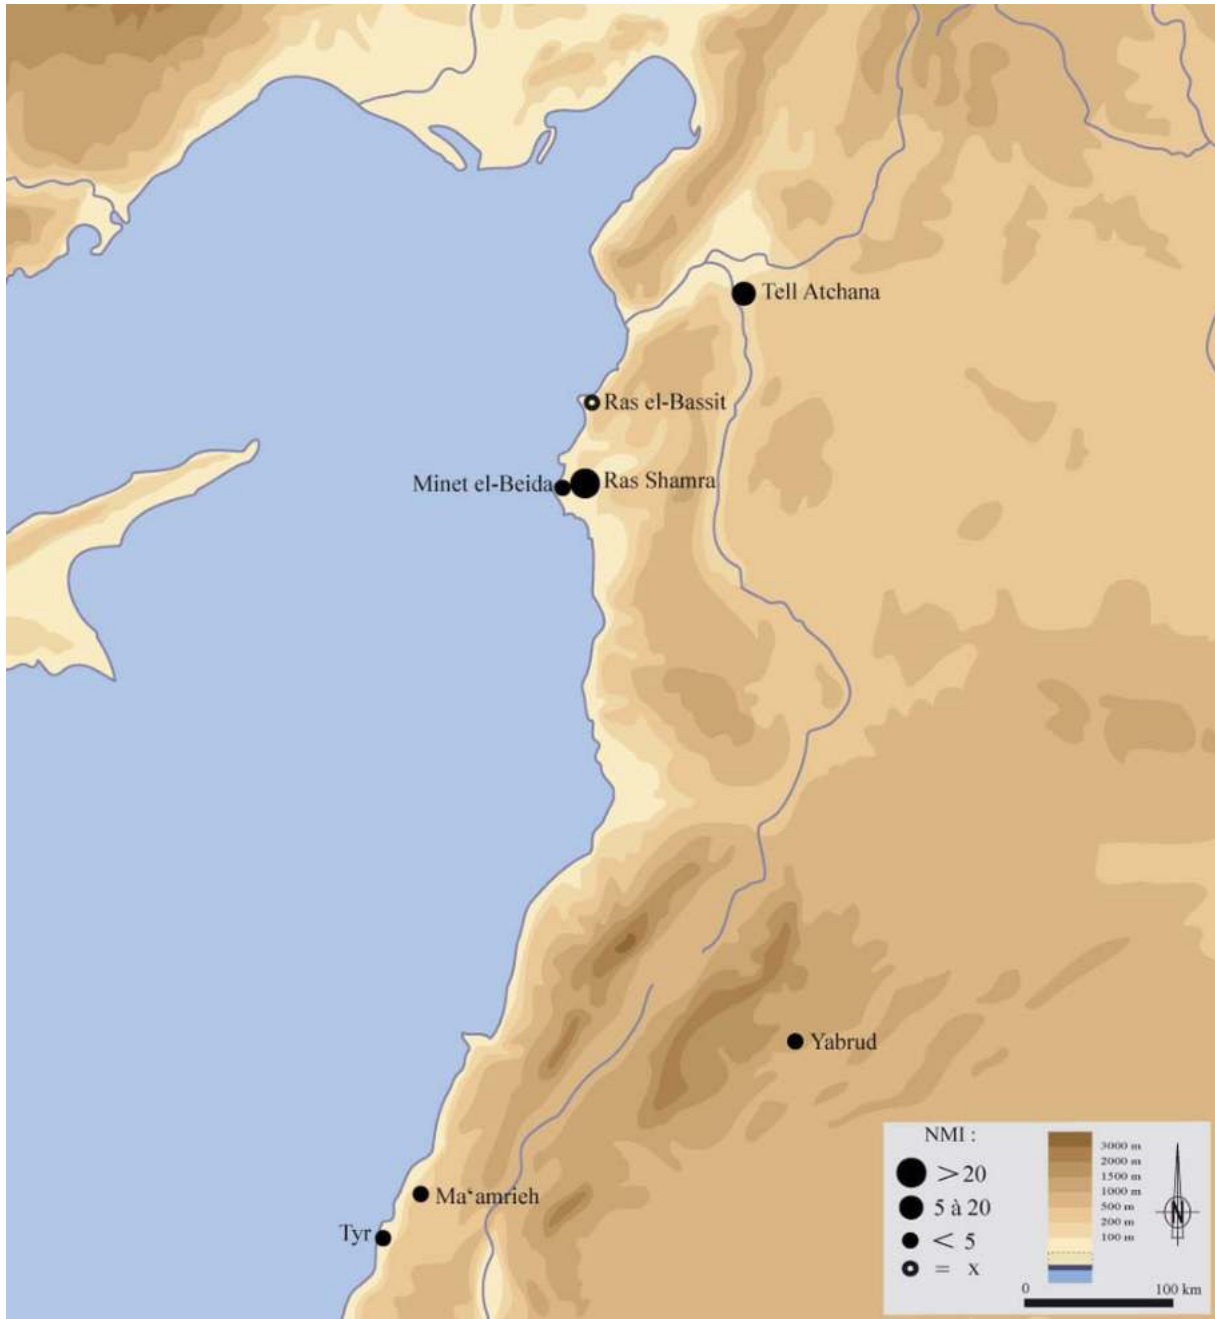 Tell Atchana
Ras el-Bassit
Minet el-Beida
Ras Shamra
Yabrud
Ma‘amrieh
Tyr
NMI :
>20
5 à 20
< 5
= x
3000 m
2000 m
1500 m
1000 m
500 m
200 m
100 m
N
0 100 km